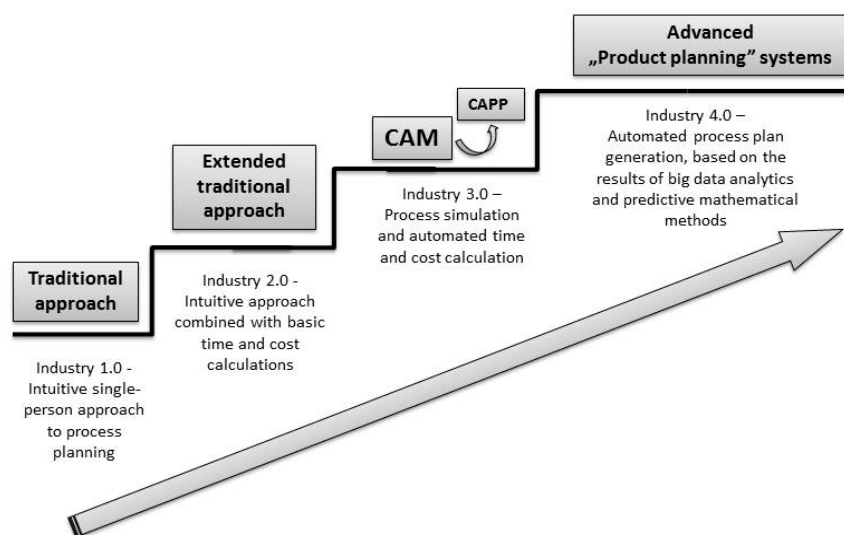 Traditional
approach
Industry 1.0 -
Intuitive single-
person approach
to process
planning
Extended
traditional
approach
Industry 2.0 -
Intuitive approach
combined with basic
time and cost
calculations
CAM
CAPP
Industry 3.0 –
Process simulation
and automated time
and cost calculation
Advanced
„Product planning” systems
Industry 4.0 –
Automated process plan
generation, based on the
results of big data analytics
and predictive mathematical
methods